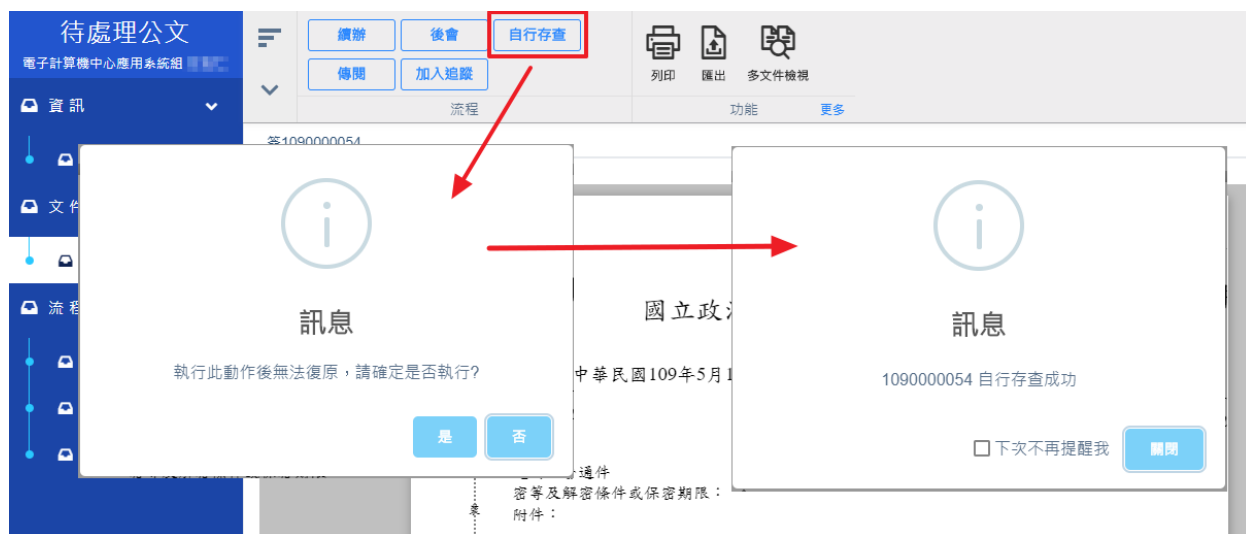 待處理公文
電子計算機中心應用系統組
資訊
文件
流程
續辦
後會
自行存查
傳閱
加入追蹤
流程
列印
匯出
多文件檢視
功能
更多
簽1090000054
訊息
執行此動作後無法復原，請確定是否執行?
是
否
國立政
中華民國109年5月1
訊息
1090000054 自行存查成功
下次不再提醒我
關閉
通件
密等及解密條件或保密期限：
附件：